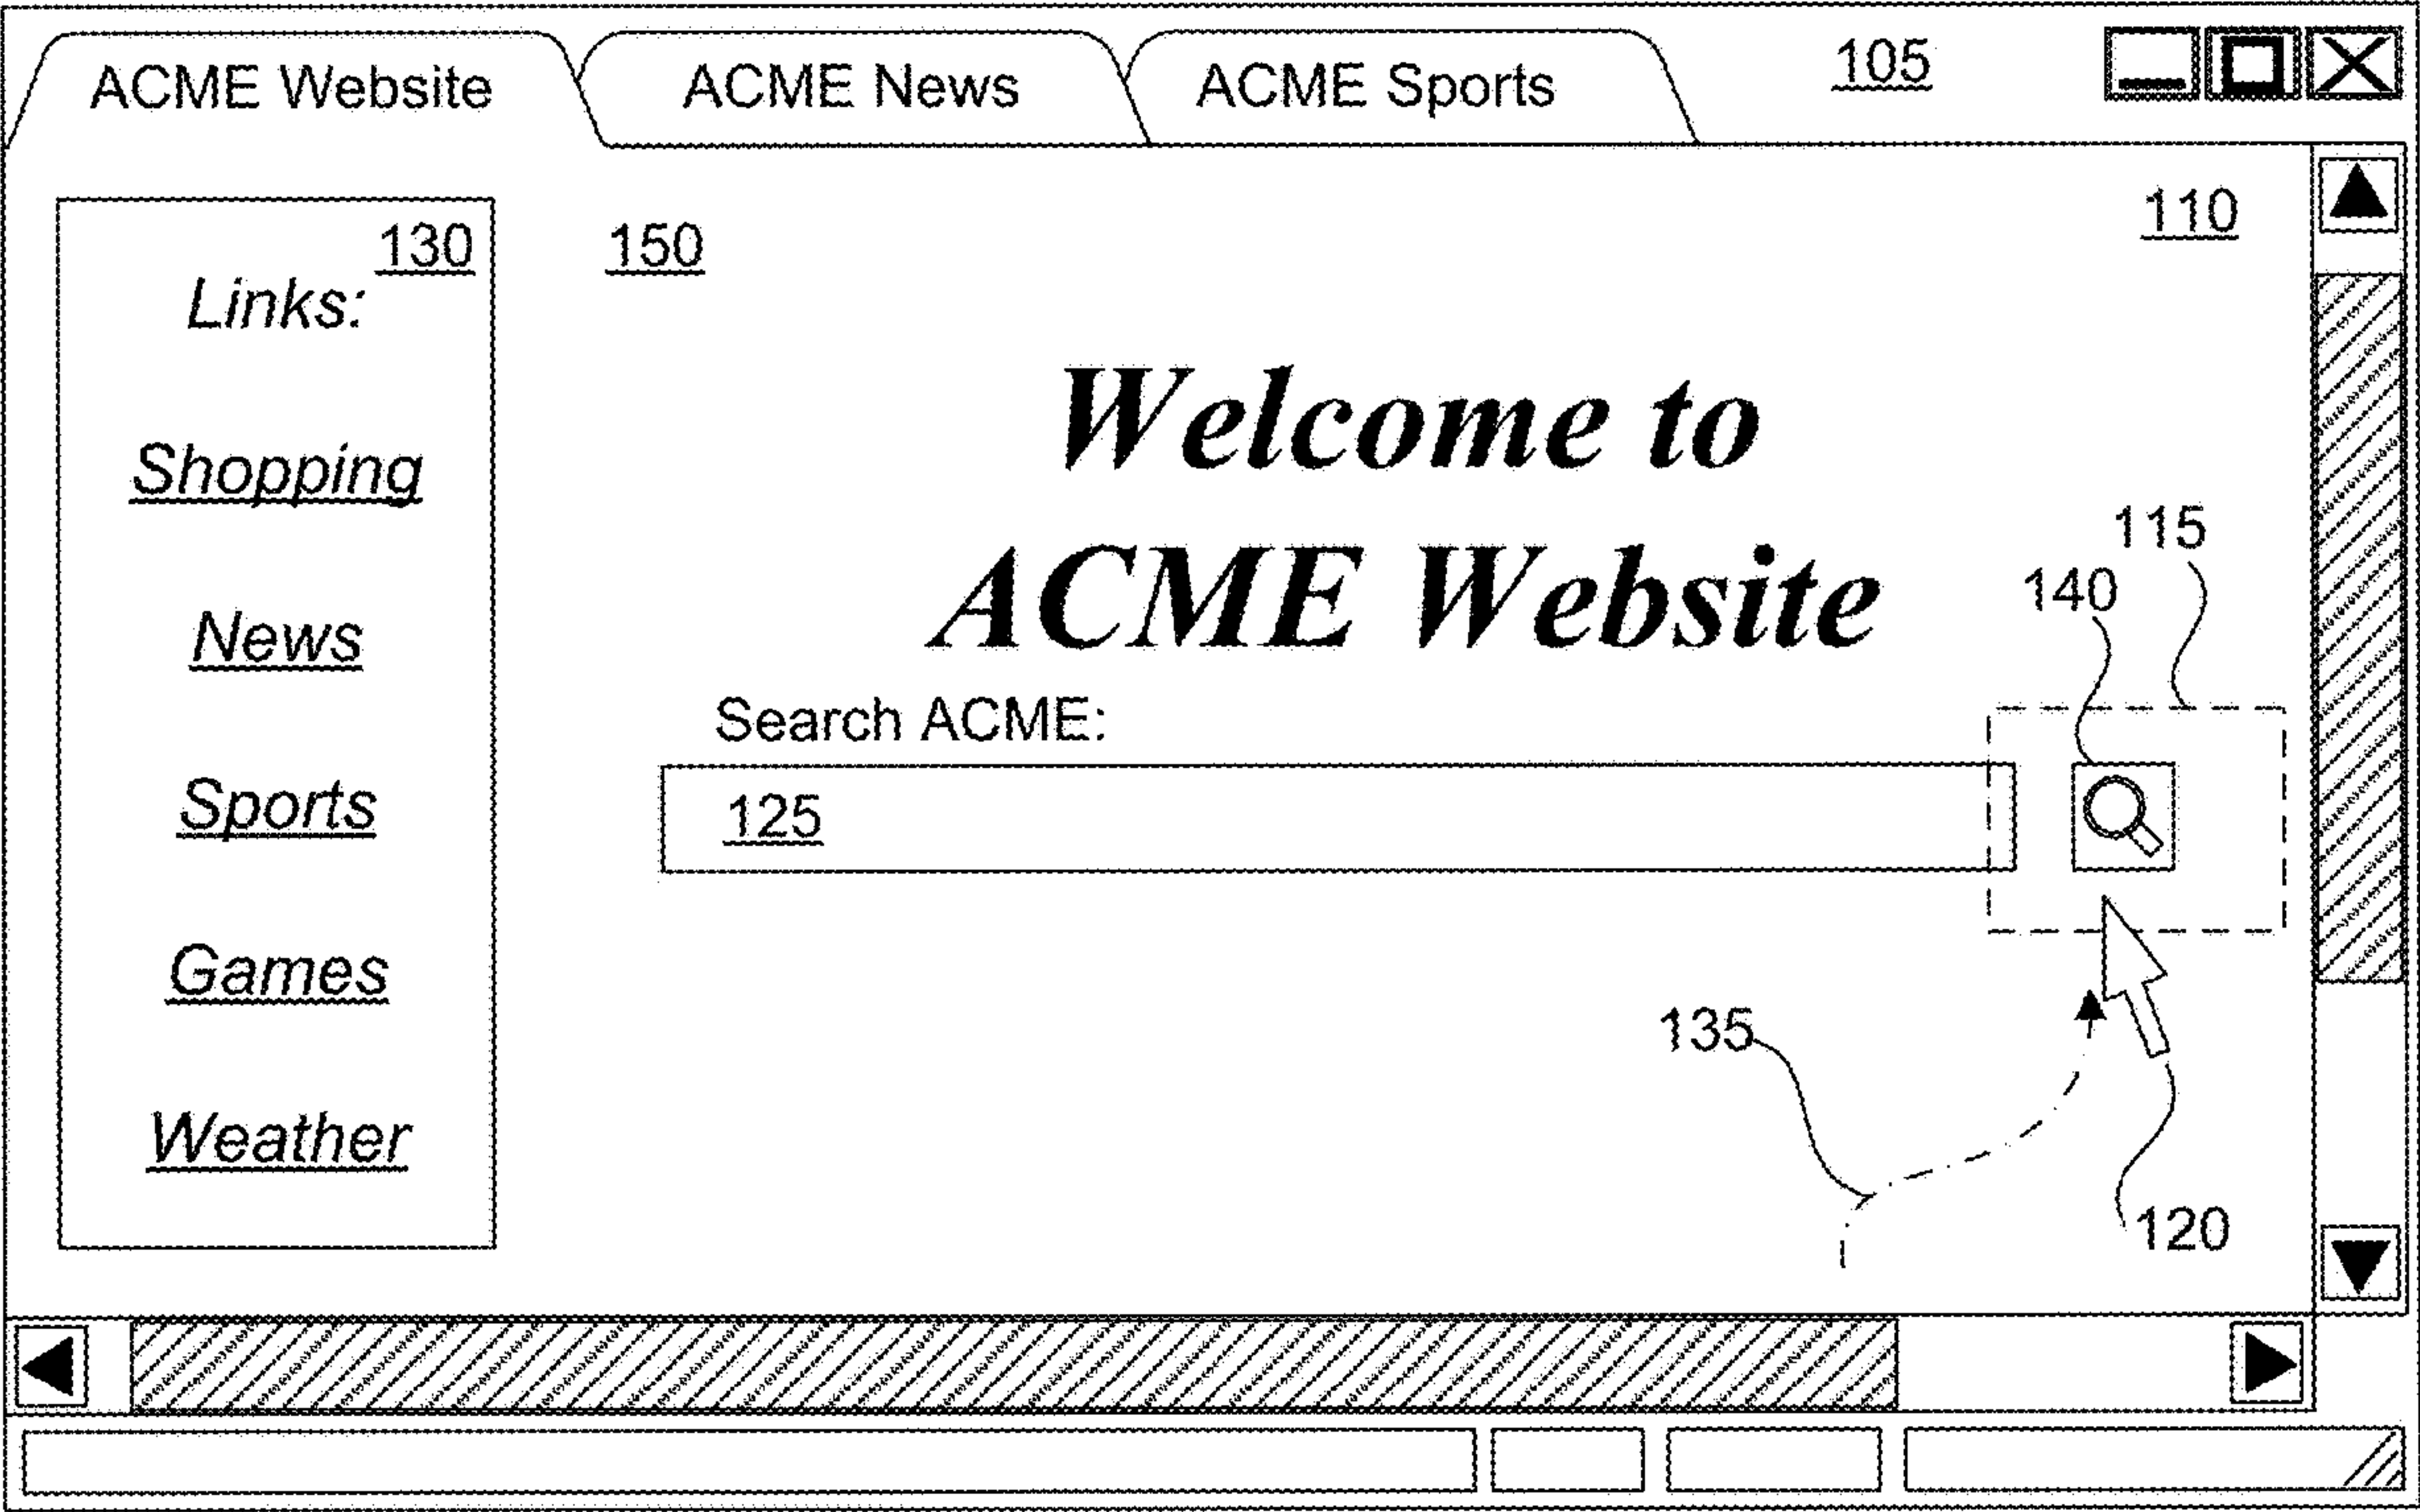 ACME Website ACME News ACME Sports 105
110
130 150
Links:
Shopping
News
Sports
Games
Weather
Welcome to
ACME Website
115
140
Search ACME:
125
135
120